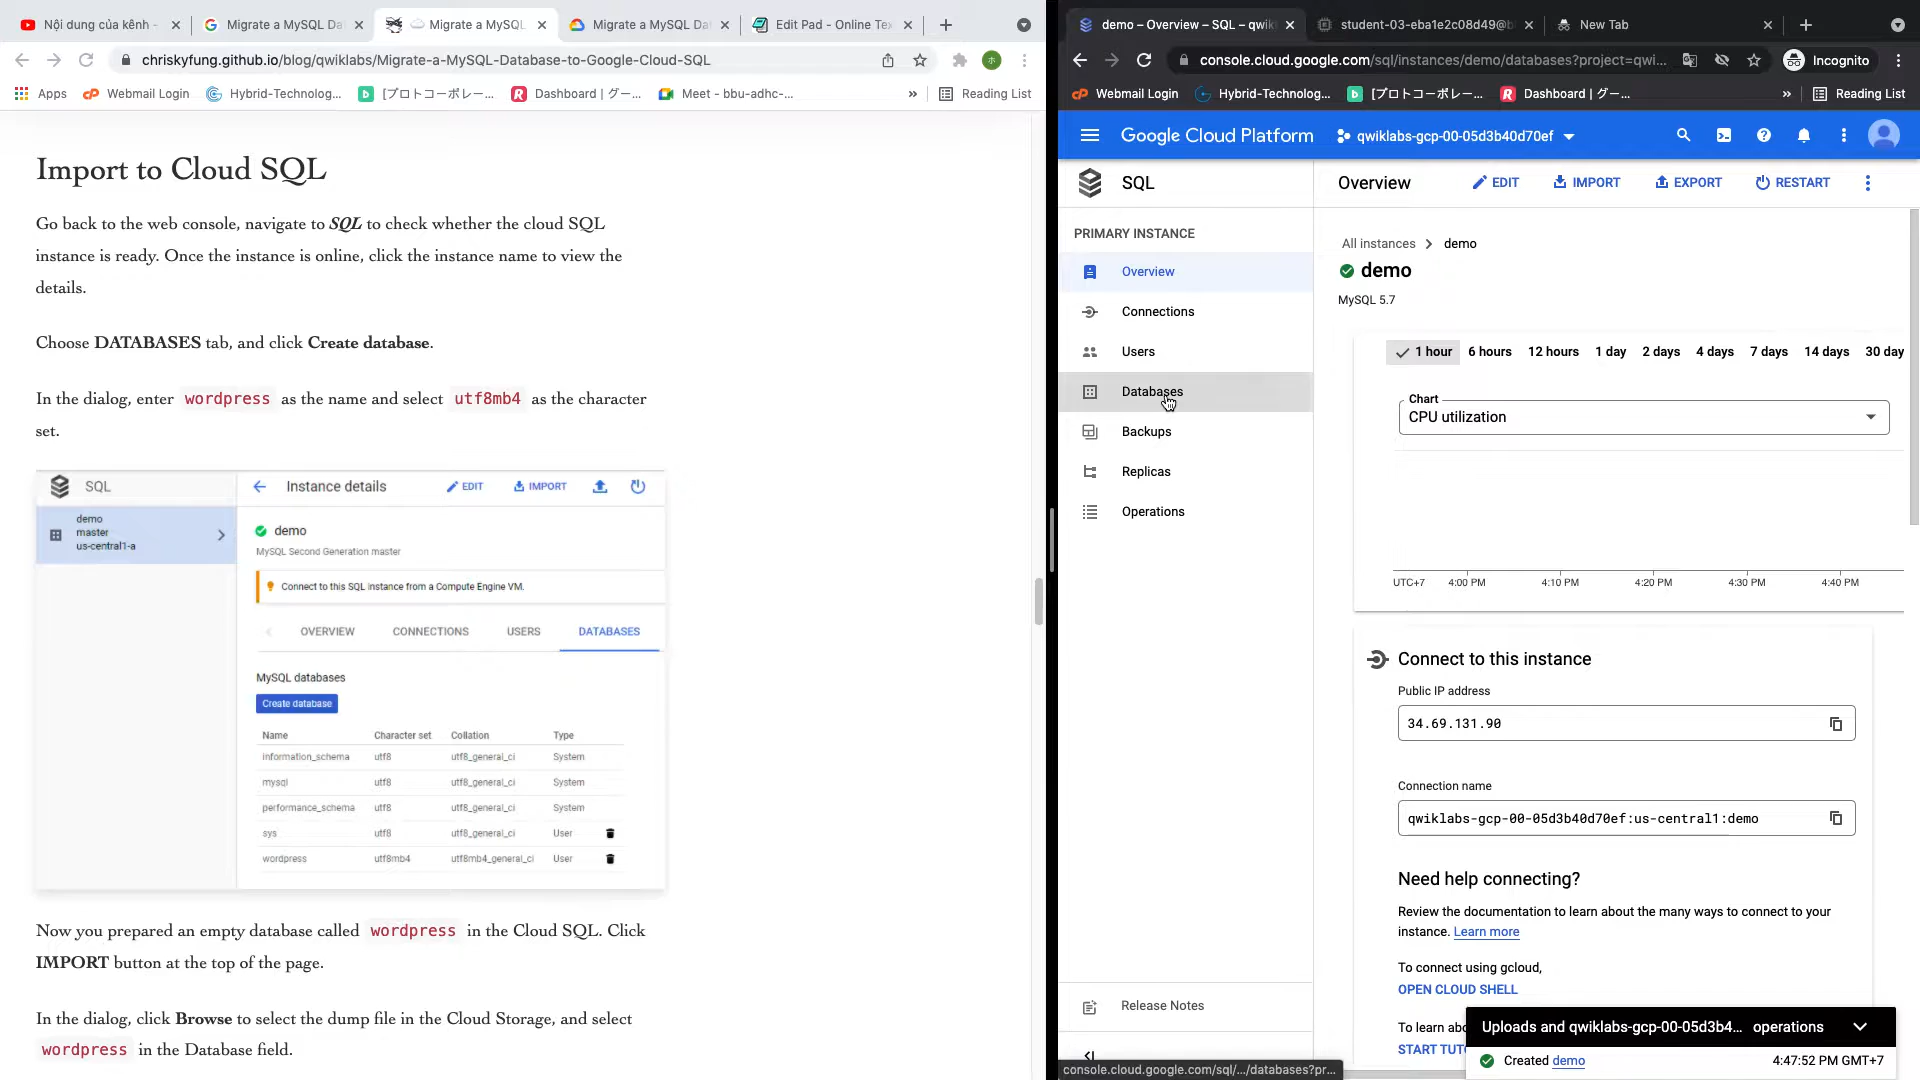 Nội dung của kênh -
Migrate a MySQL Da
Migrate a MySQL
Migrate a MySQL Dat
Edit Pad - Online Tex
chriskyfung.github.io/blog/qwiklabs/Migrate-a-MySQL-Database-to-Google-Cloud-SQL
Apps
Webmail Login
Hybrid-Technolog...
[プロトコーポレー...
Dashboard | グー...
Meet - bbu-adhc-...
»
Reading List
Import to Cloud SQL
Go back to the web console, navigate to SQL to check whether the cloud SQL
instance is ready. Once the instance is online, click the instance name to view the
details.
Choose DATABASES tab, and click Create database.
In the dialog, enter wordpress as the name and select utf8mb4 as the character
set.
SQL
Instance details
EDIT
IMPORT
demo
master
us-central1-a
demo
MySQL Second Generation master
Connect to this SQL instance from a Compute Engine VM.
OVERVIEW CONNECTIONS USERS DATABASES
MySQL databases
Create database
Name Character set Collation Type
information_schema utf8 utf8_general_ci System
mysql utf8 utf8_general_ci System
performance_schema utf8 utf8_general_ci System
sys utf8 utf8_general_ci User
wordpress utf8mb4 utf8mb4_general_ci User
Now you prepared an empty database called wordpress in the Cloud SQL. Click
IMPORT button at the top of the page.
In the dialog, click Browse to select the dump file in the Cloud Storage, and select
wordpress in the Database field.
demo – Overview – SQL – qwik
student-03-eba1e2c08d49@b
New Tab
console.cloud.google.com/sql/instances/demo/databases?project=qwi...
Incognito
Webmail Login
Hybrid-Technolog...
[プロトコーポレー...
Dashboard | グー...
»
Reading List
Google Cloud Platform
qwiklabs-gcp-00-05d3b40d70ef
SQL
Overview
EDIT
IMPORT
EXPORT
RESTART
PRIMARY INSTANCE
Overview
Connections
Users
Databases
Backups
Replicas
Operations
Release Notes
All instances > demo
demo
MySQL 5.7
1 hour 6 hours 12 hours 1 day 2 days 4 days 7 days 14 days 30 day
Chart
CPU utilization
UTC+7 4:00 PM 4:10 PM 4:20 PM 4:30 PM 4:40 PM
Connect to this instance
Public IP address
34.69.131.90
Connection name
qwiklabs-gcp-00-05d3b40d70ef:us-central1:demo
Need help connecting?
Review the documentation to learn about the many ways to connect to your
instance. Learn more
To connect using gcloud,
OPEN CLOUD SHELL
To learn abo
START TUT
Uploads and qwiklabs-gcp-00-05d3b4... operations
Created demo
4:47:52 PM GMT+7
console.cloud.google.com/sql/.../databases?pr...